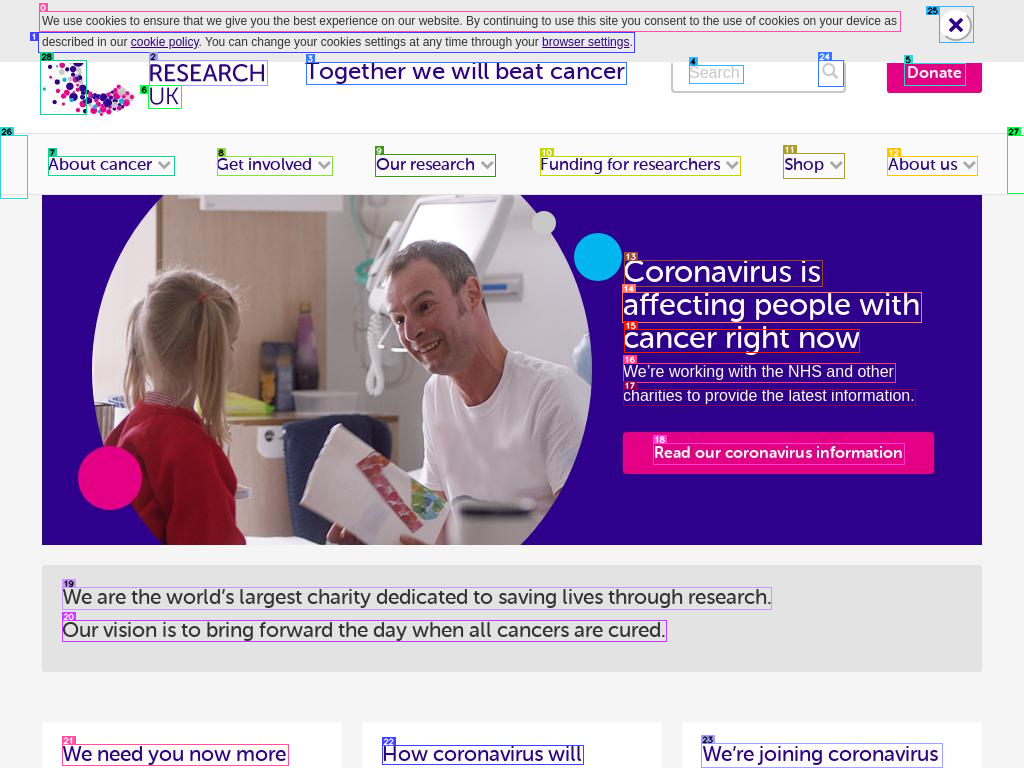 We use cookies to ensure that we give you the best experience on our website. By continuing to use this site you consent to the use of cookies on your device as
described in our cookie policy. You can change your cookies settings at any time through your browser settings.
RESEARCH
UK
Together we will beat cancer
Search
Donate
About cancer
Get involved
Our research
Funding for researchers
Shop
About us
Coronavirus is
affecting people with
cancer right now
We're working with the NHS and other
charities to provide the latest information.
Read our coronavirus information
We are the world's largest charity dedicated to saving lives through research.
Our vision is to bring forward the day when all cancers are cured.
We need you now more
How coronavirus will
We're joining coronavirus
0
1
2
3
4
5
6
7
8
9
10
11
12
13
14
15
16
17
18
19
20
21
22
23
24
25
26
27
28